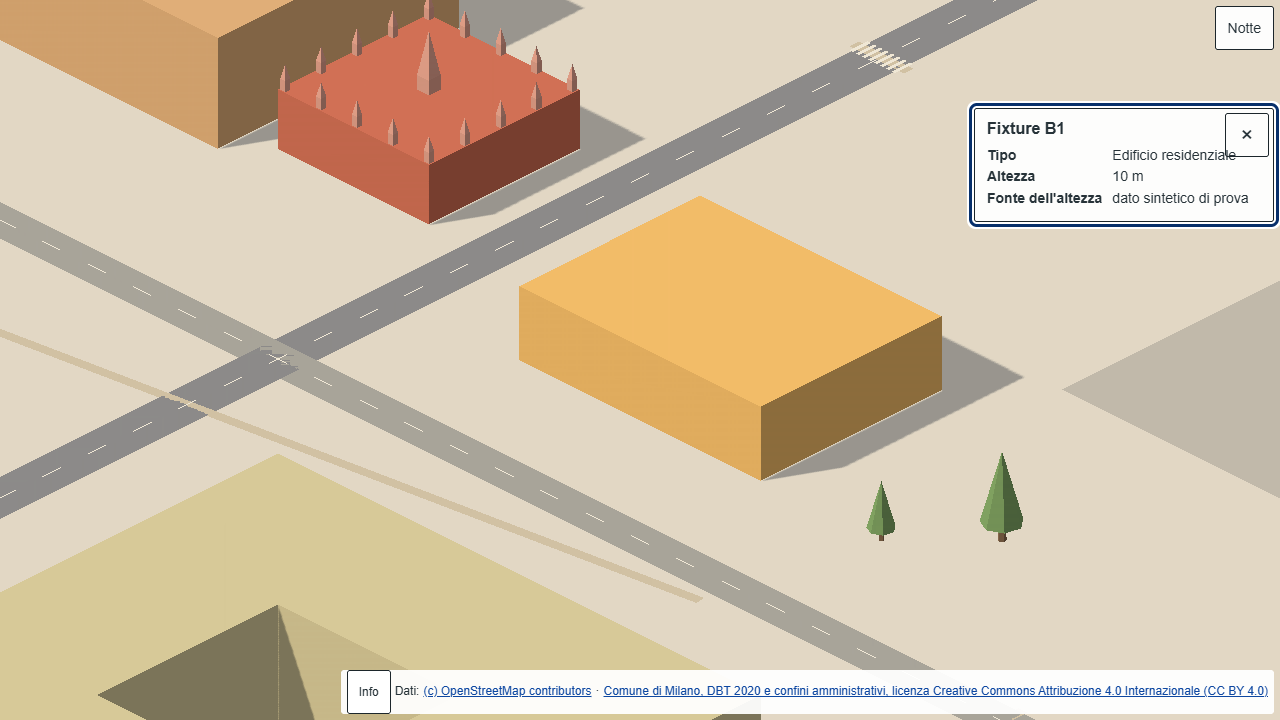 Notte
Fixture B1
×
Tipo Edificio residenziale
Altezza 10 m
Fonte dell'altezza dato sintetico di prova
Info Dati: (c) OpenStreetMap contributors · Comune di Milano, DBT 2020 e confini amministrativi, licenza Creative Commons Attribuzione 4.0 Internazionale (CC BY 4.0)